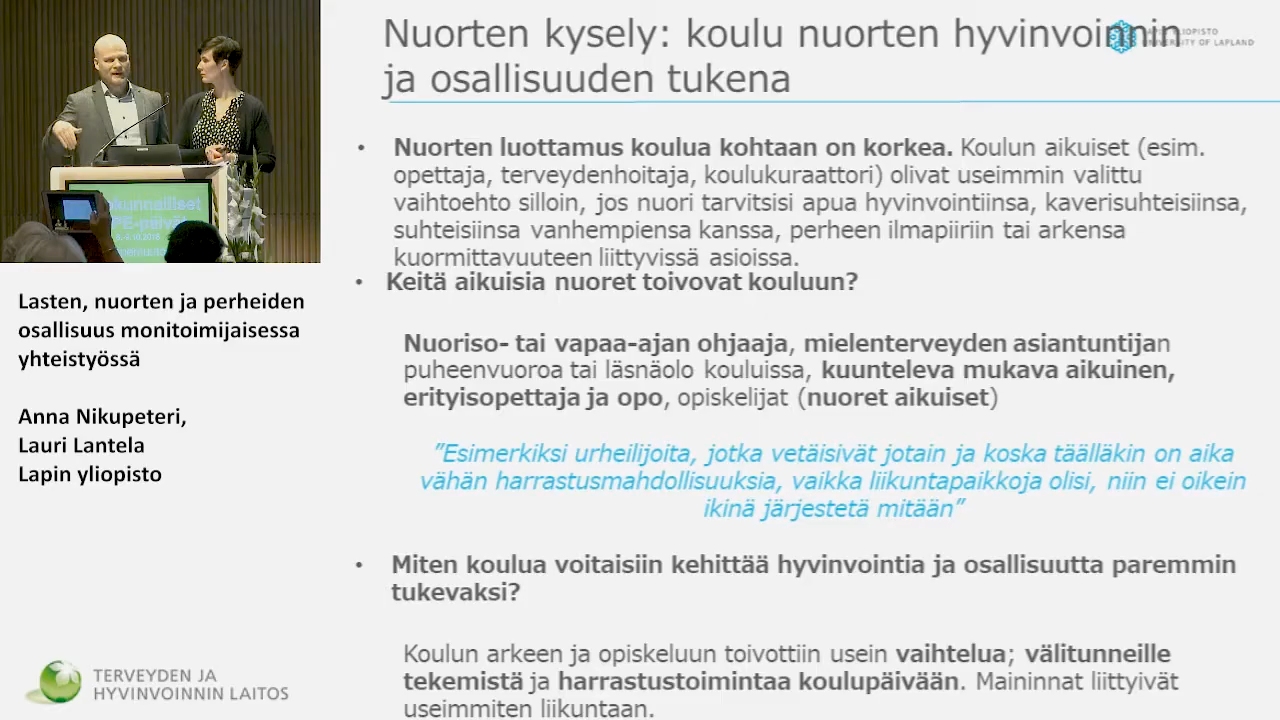 Nuorten kysely: koulu nuorten hyvinvoinnin
ja osallisuuden tukena
UNIVERSITY OF LAPLAND
• Nuorten luottamus koulua kohtaan on korkea. Koulun aikuiset (esim.
opettaja, terveydenhoitaja, koulukuraattori) olivat useimmin valittu
vaihtoehto silloin, jos nuori tarvitsisi apua hyvinvointiinsa, kaverisuhteisiinsa,
suhteisiinsa vanhempiensa kanssa, perheen ilmapiiriin tai arkensa
kuormittavuuteen liittyvissä asioissa.
• Keitä aikuisia nuoret toivovat kouluun?
Nuoriso- tai vapaa-ajan ohjaaja, mielenterveyden asiantuntijan
puheenvuoroa tai läsnäolo kouluissa, kuunteleva mukava aikuinen,
erityisopettaja ja opo, opiskelijat (nuoret aikuiset)
”Esimerkiksi urheilijoita, jotka vetäisivät jotain ja koska täälläkin on aika
vähän harrastusmahdollisuuksia, vaikka liikuntapaikkoja olisi, niin ei oikein
ikinä järjestetä mitään”
• Miten koulua voitaisiin kehittää hyvinvointia ja osallisuutta paremmin
tukevaksi?
Koulun arkeen ja opiskeluun toivottiin usein vaihtelua; välitunneille
tekemistä ja harrastustoimintaa koulupäivään. Maininnat liittyivät
useimmiten liikuntaan.
Lasten, nuorten ja perheiden
osallisuus monitoimijaisessa
yhteistyössä
Anna Nikupeteri,
Lauri Lantela
Lapin yliopisto
TERVEYDEN JA
HYVINVOINNIN LAITOS